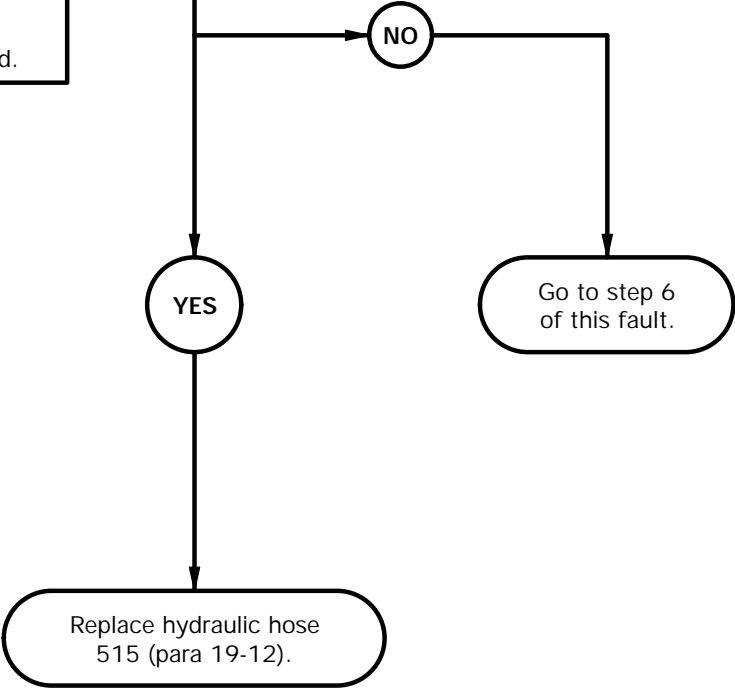 NO
d.
YES
Go to step 6
of this fault.
Replace hydraulic hose
515 (para 19-12).